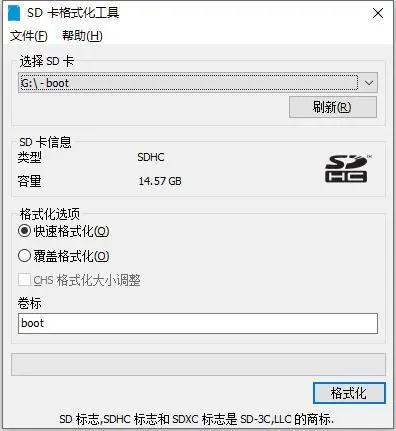 SD 卡格式化工具
文件(F) 帮助(H)
选择 SD 卡
G:\ - boot
刷新(R)
SD 卡信息
类型 SDHC
容量 14.57 GB
SD HC
格式化选项
快速格式化(Q)
覆盖格式化(O)
CHS 格式化大小调整
卷标
boot
格式化
SD 标志,SDHC 标志和 SDXC 标志是 SD-3C,LLC 的商标.